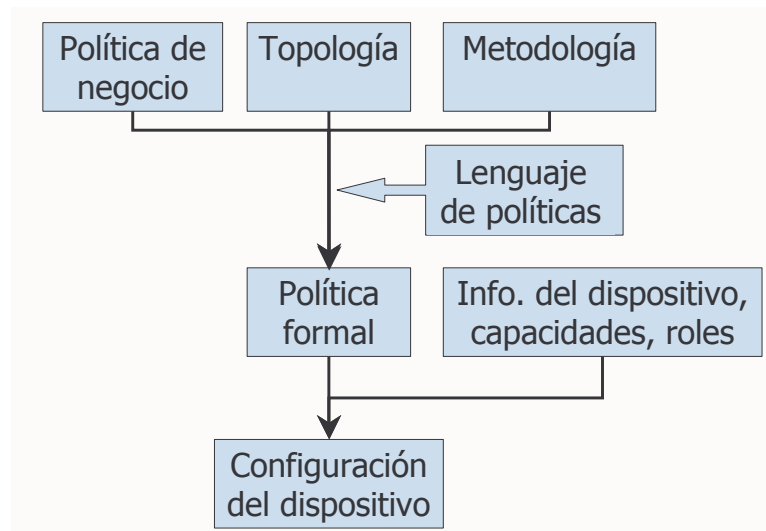 Política de
negocio
Topología
Metodología
Lenguaje
de políticas
Política
formal
Info. del dispositivo,
capacidades, roles
Configuración
del dispositivo